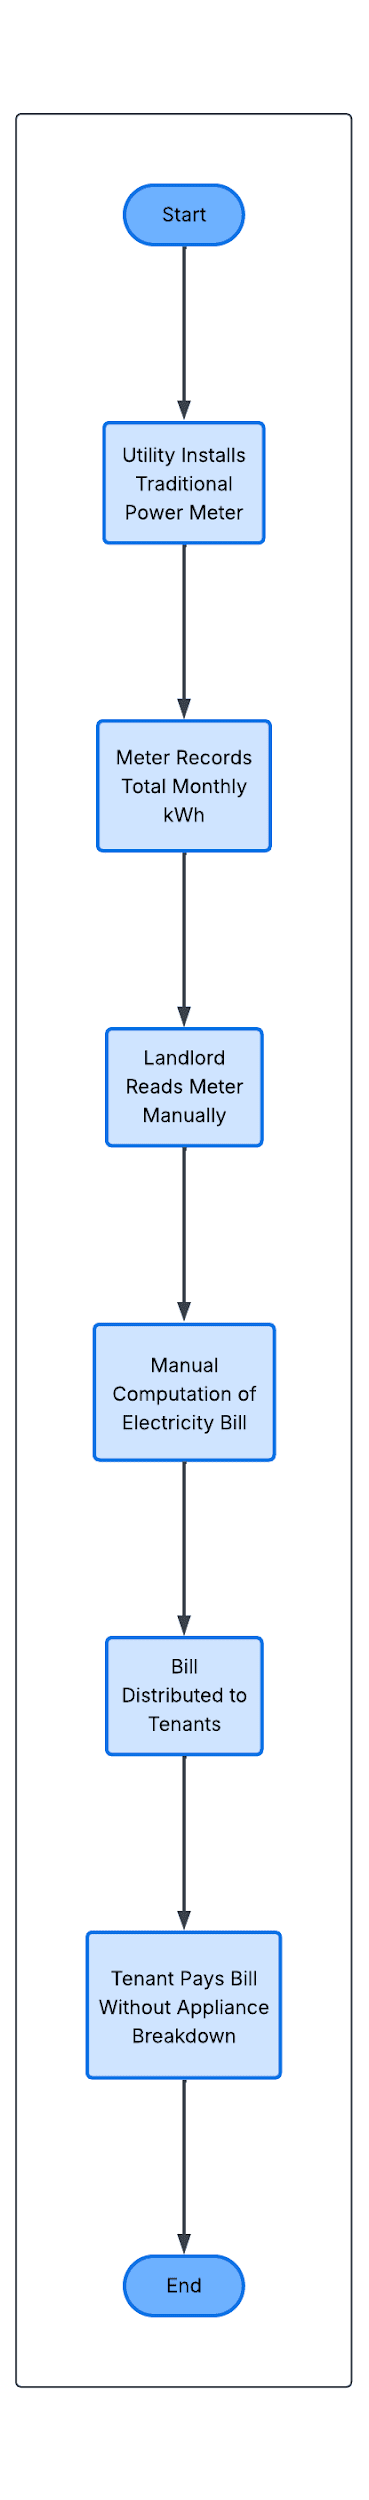 Start
Utility Installs
Traditional
Power Meter
Meter Records
Total Monthly
kWh
Landlord
Reads Meter
Manually
Manual
Computation of
Electricity Bill
Bill
Distributed to
Tenants
Tenant Pays Bill
Without Appliance
Breakdown
End